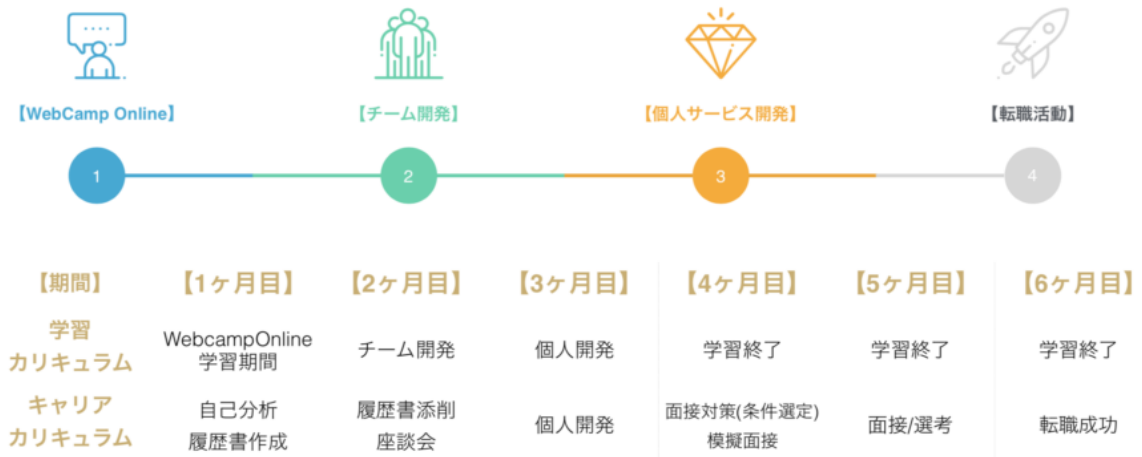 【WebCamp Online】
【チーム開発】
【個人サービス開発】
【転職活動】
1
2
3
4
【期間】
【1ヶ月目】
【2ヶ月目】
【3ヶ月目】
【4ヶ月目】
【5ヶ月目】
【6ヶ月目】
学習
カリキュラム
WebcampOnline
学習期間
チーム開発
個人開発
学習終了
学習終了
学習終了
キャリア
カリキュラム
自己分析
履歴書作成
履歴書添削
座談会
個人開発
面接対策(条件選定)
模擬面接
面接/選考
転職成功